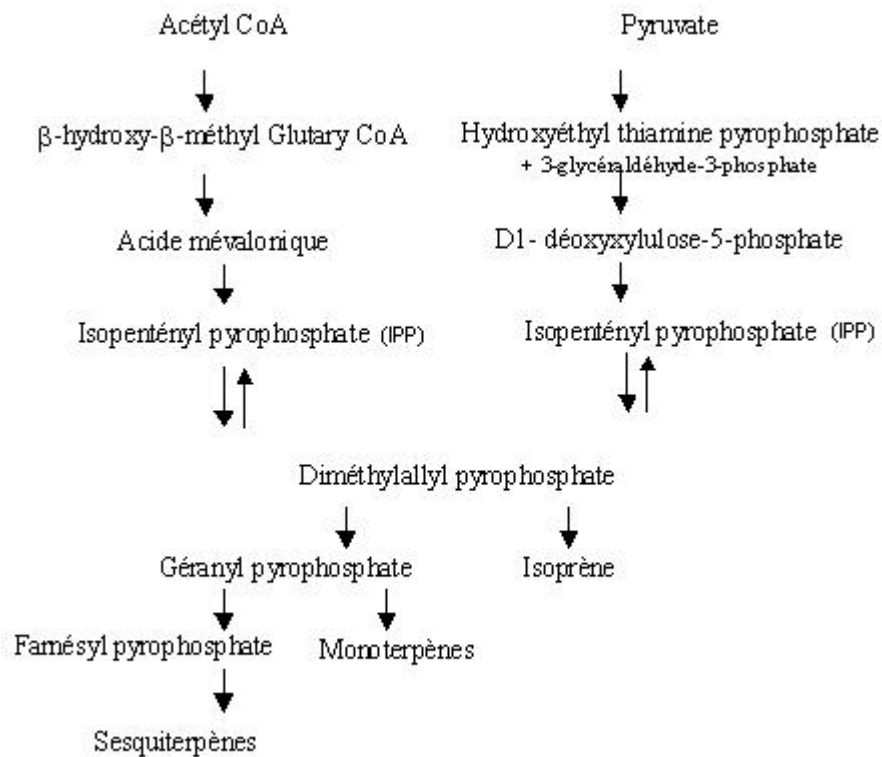 Acétyl CoA
Pyruvate
β-hydroxy-β-méthyl Glutary CoA
Hydroxyéthyl thiamine pyrophosphate
+ 3-glycéraldéhyde-3-phosphate
Acide mévalonique
D1- déoxyxylulose-5-phosphate
Isopentényl pyrophosphate (IPP)
Isopentényl pyrophosphate (IPP)
Diméthylallyl pyrophosphate
Géranyl pyrophosphate
Isoprène
Farnésyl pyrophosphate
Monoterpènes
Sesquiterpènes